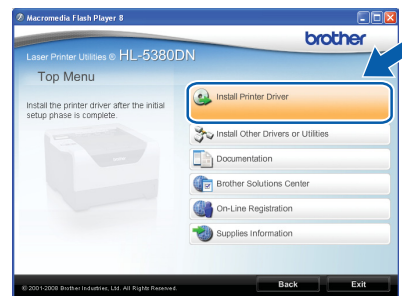 Macromedia Flash Player 8
brother
Laser Printer Utilities ® HL-5380DN
Top Menu
Install the printer driver after the initial
setup phase is complete.
Install Printer Driver
Install Other Drivers or Utilities
Documentation
Brother Solutions Center
On-Line Registration
Supplies Information
© 2001-2008 Brother Industries, Ltd. All Rights Reserved.
Back
Exit